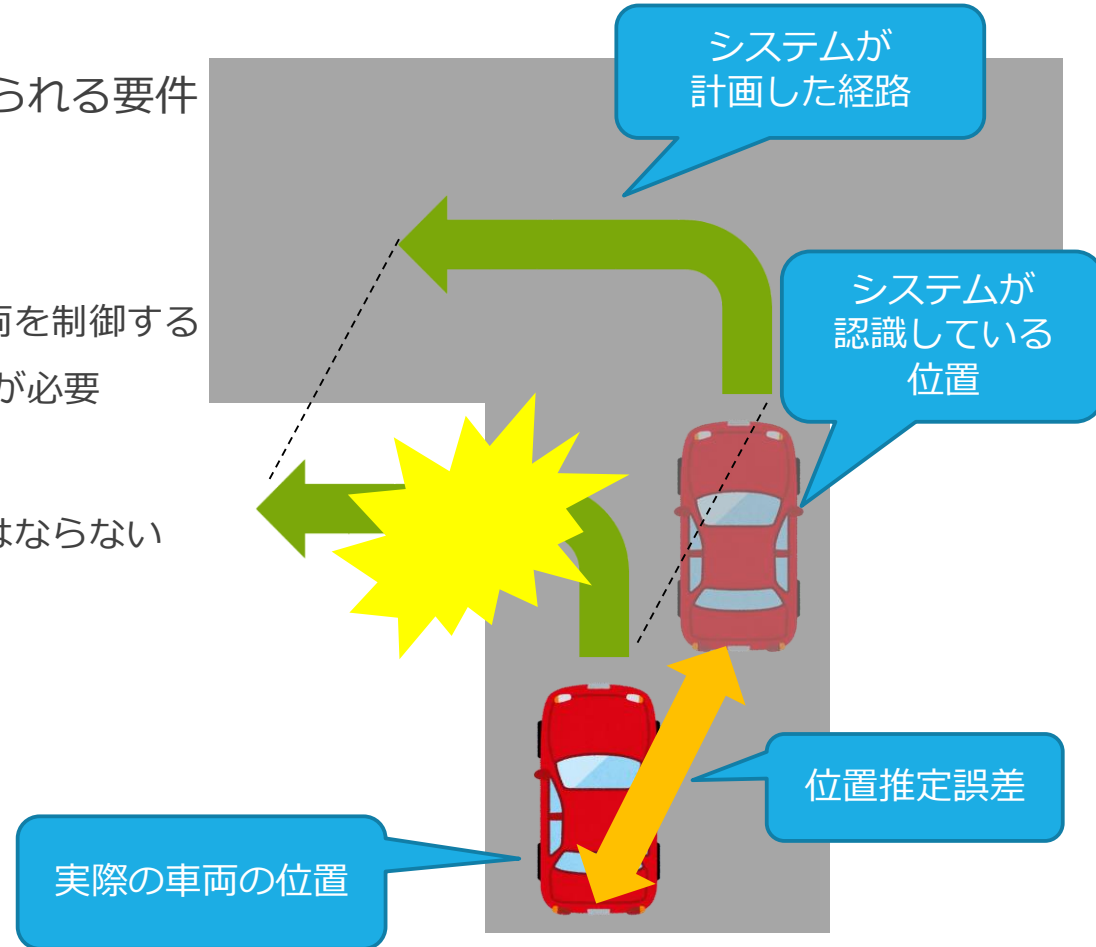 システムが
計画した経路
られる要件
システムが
認識している
位置
両を制御する
が必要
はならない
位置推定誤差
実際の車両の位置